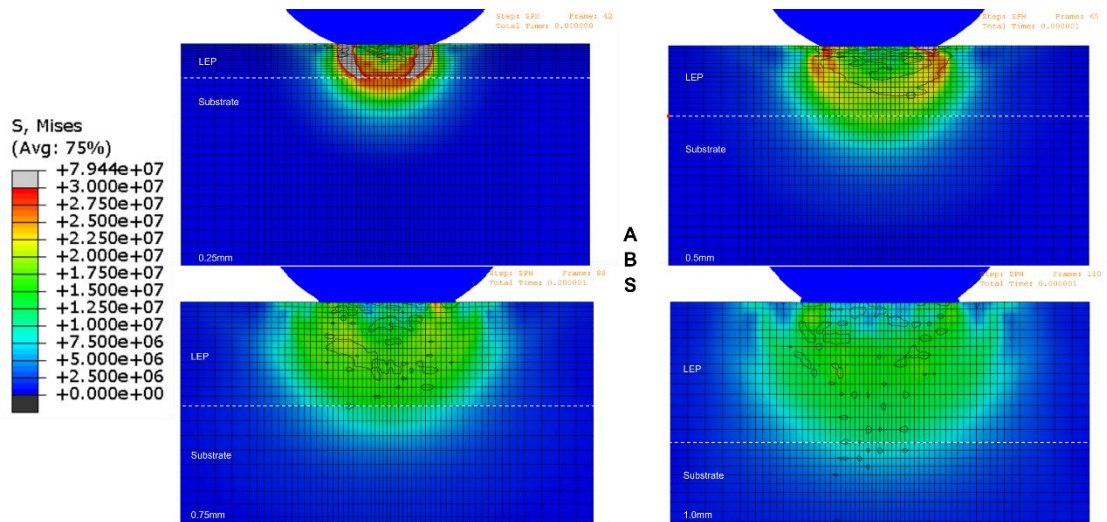 Step: SPH Frame: 42
Total Time: 0.000000
LEP
Substrate
0.25mm
Step: SPH Frame: 65
Total Time: 0.000001
LEP
Substrate
0.5mm
S, Mises
(Avg: 75%)
+7.944e+07
+3.000e+07
+2.750e+07
+2.500e+07
+2.250e+07
+2.000e+07
+1.750e+07
+1.500e+07
+1.250e+07
+1.000e+07
+7.500e+06
+5.000e+06
+2.500e+06
+0.000e+00
A
B
S
Step: SPH Frame: 88
Total Time: 0.000001
LEP
Substrate
0.75mm
Step: SPH Frame: 110
Total Time: 0.000001
LEP
Substrate
1.0mm